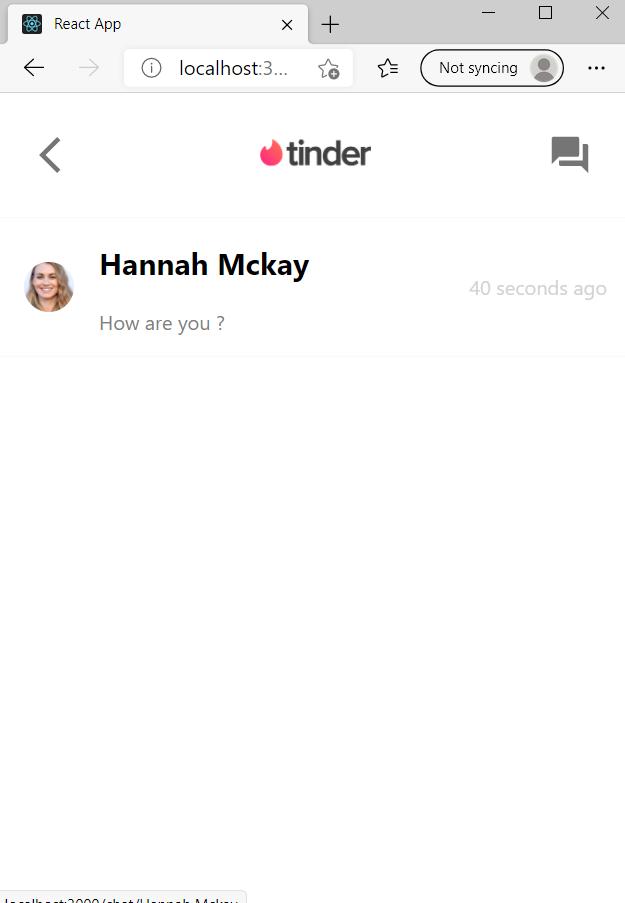 React App
localhost:3...
Not syncing
tinder
Hannah Mckay
40 seconds ago
How are you ?
localhost:3000/chat/Hannah Mckay